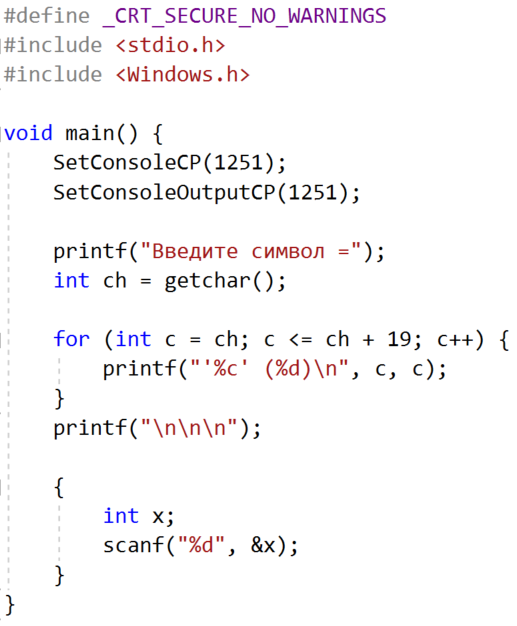 #define _CRT_SECURE_NO_WARNINGS
#include <stdio.h>
#include <Windows.h>
void main() {
SetConsoleCP(1251);
SetConsoleOutputCP(1251);
printf("Введите символ =");
int ch = getchar();
for (int c = ch; c <= ch + 19; c++) {
printf("'%c' (%d)\n", c, c);
}
printf("\n\n\n");
{
int x;
scanf("%d", &x);
}
}